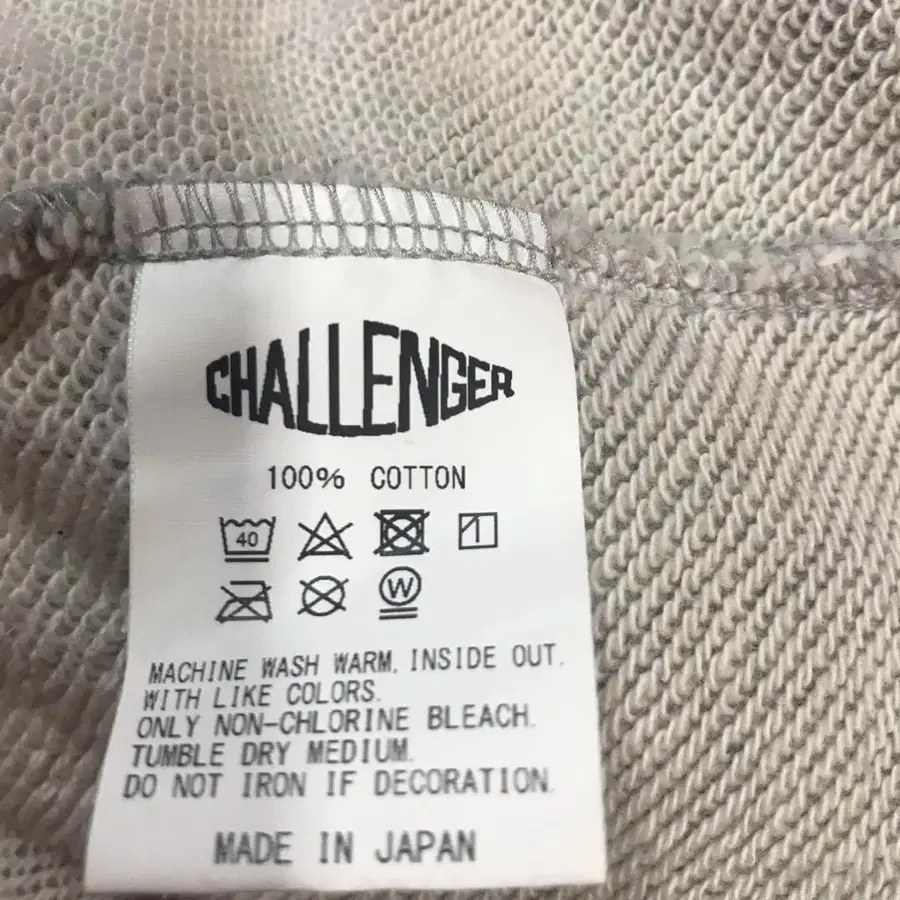 CHALLENGER
100% COTTON
40
W
MACHINE WASH WARM, INSIDE OUT.
WITH LIKE COLORS.
ONLY NON-CHLORINE BLEACH.
TUMBLE DRY MEDIUM.
DO NOT IRON IF DECORATION.
MADE IN JAPAN